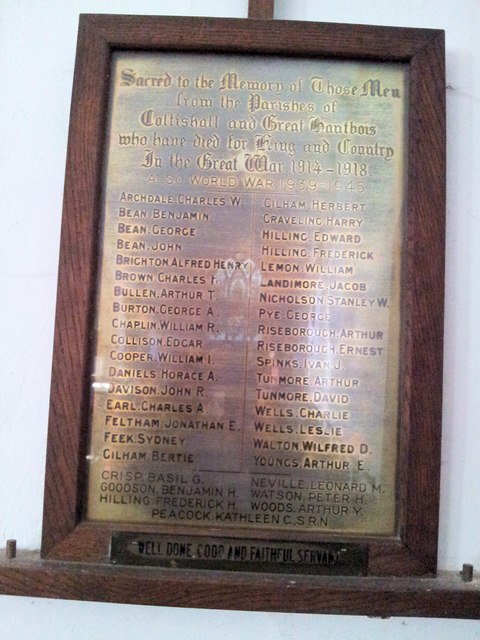 Sacred to the Memory of Those Men
from the Parishes of
Coltishall and Great Hautbois
who have died for King and Country
In the Great War 1914-1918
ALSO WORLD WAR 1939-1945
ARCHDALE. CHARLES W.
BEAN. BENJAMIN
BEAN. GEORGE
BEAN. JOHN
BRIGHTON. ALFRED HENRY
BROWN. CHARLES
BULLEN. ARTHUR T.
BURTON. GEORGE A.
CHAPLIN. WILLIAM R.
COLLISON. EDGAR
COOPER. WILLIAM I.
DANIELS. HORACE A.
DAVISON. JOHN R.
EARL. CHARLES A.
FELTHAM. JONATHAN E.
FEEK. SYDNEY
GILHAM. BERTIE
GILHAM. HERBERT
GRAVELING. HARRY
HILLING. EDWARD
HILLING. FREDERICK
LEMON. WILLIAM
LANDIMORE. JACOB
NICHOLSON. STANLEY W.
PYE. GEORGE
RISEBOROUGH. ARTHUR
RISEBOROUGH. ERNEST
SPINKS. IVAN J.
TUNMORE. ARTHUR
TUNMORE. DAVID
WELLS. CHARLIE
WELLS. LESLIE
WALTON. WILFRED D.
YOUNGS. ARTHUR E.
CRISP. BASIL G.
GOODSON. BENJAMIN H.
HILLING. FREDERICK H.
NEVILLE. LEONARD M.
WATSON. PETER H.
WOODS. ARTHUR V.
PEACOCK. KATHLEEN C., S.R.N.
WELL DONE, GOOD AND FAITHFUL SERVANT